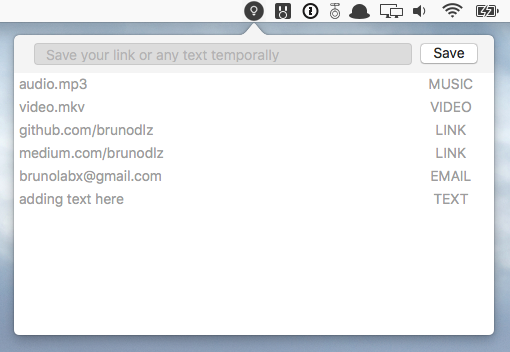 Save your link or any text temporally Save
audio.mp3 MUSIC
video.mkv VIDEO
github.com/brunodlz LINK
medium.com/brunodlz LINK
brunolabx@gmail.com EMAIL
adding text here TEXT